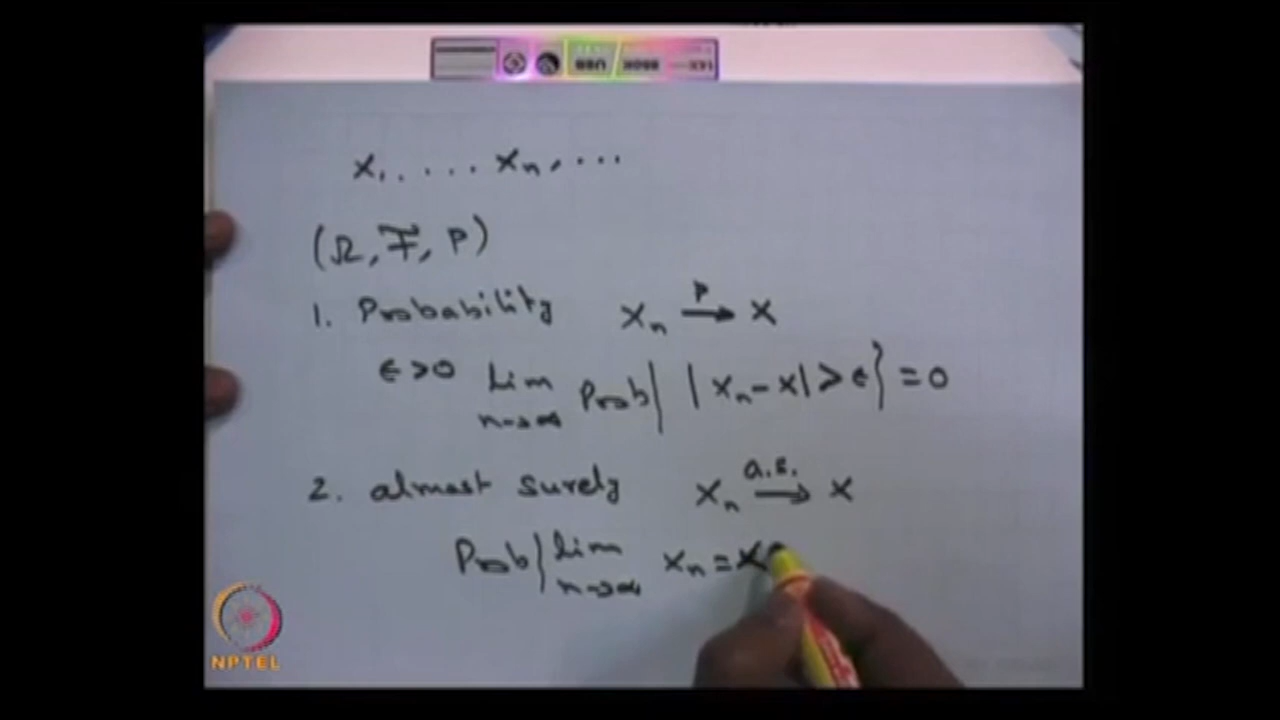 X₁, . . . . Xₙ, . . .
(Ω, F, P)
1. Probability Xₙ —P→ X
ϵ > 0 Lim n→∞ Prob{ |Xₙ - X| > ϵ } = 0
2. almost surely Xₙ —a.s.→ X
Prob{ Lim n→∞ Xₙ = X
NPTEL